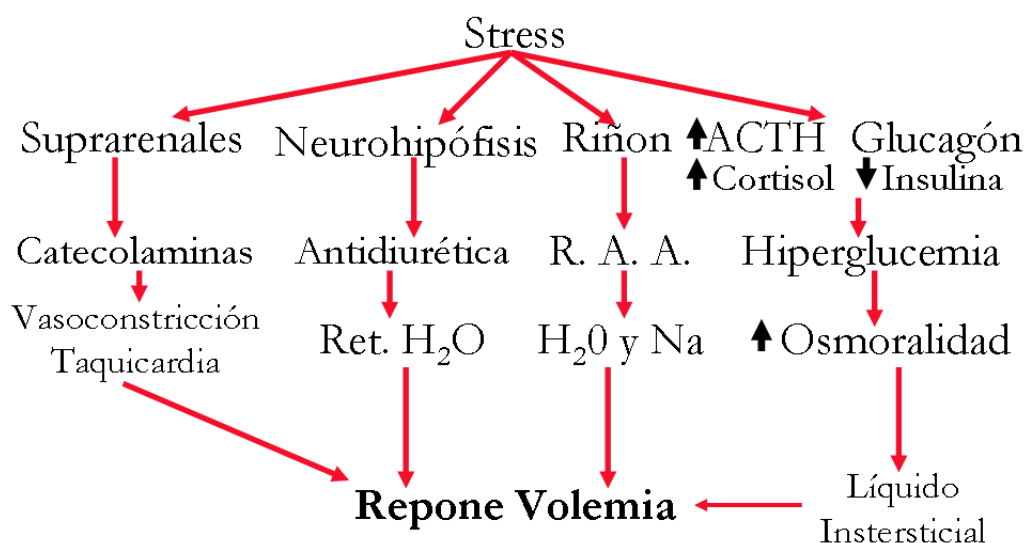 Stress
Suprarenales Neurohipófisis Riñon ACTH Glucagón
Cortisol Insulina
Catecolaminas Antidiurética R. A. A. Hiperglucemia
Vasoconstricción
Taquicardia
Ret. H₂O H₂0 y Na Osmoralidad
Repone Volemia
Líquido
Instersticial